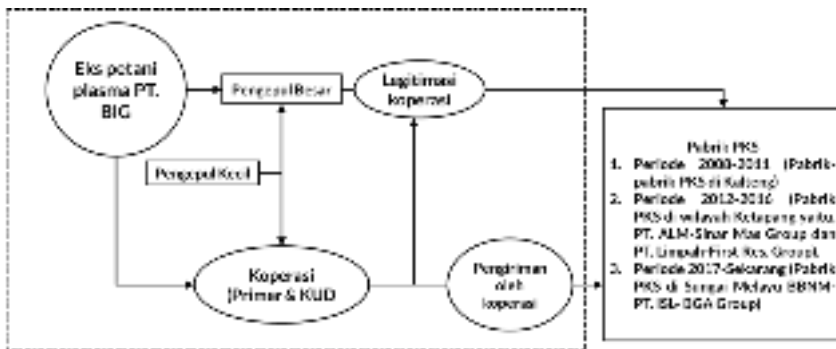 Eks petani
plasma PT.
BIG
Pengepul Besar
Legitimasi
koperasi
Pengepul Kecil
Koperasi
(Primer & KUD
Pengiriman
oleh
koperasi
Pabrik PKS
1. Periode 2008-2011 (Pabrik-
pabrik PKS di Kalteng)
2. Periode 2012-2016 (Pabrik
PKS di wilayah Ketapang yaitu
PT. ALM-Sinar Mas Group dan
PT. Limpah-First Res. Group).
3. Periode 2017-Sekarang (Pabrik
PKS di Sungai Melayu BBNM-
PT. ISL-BGA Group)